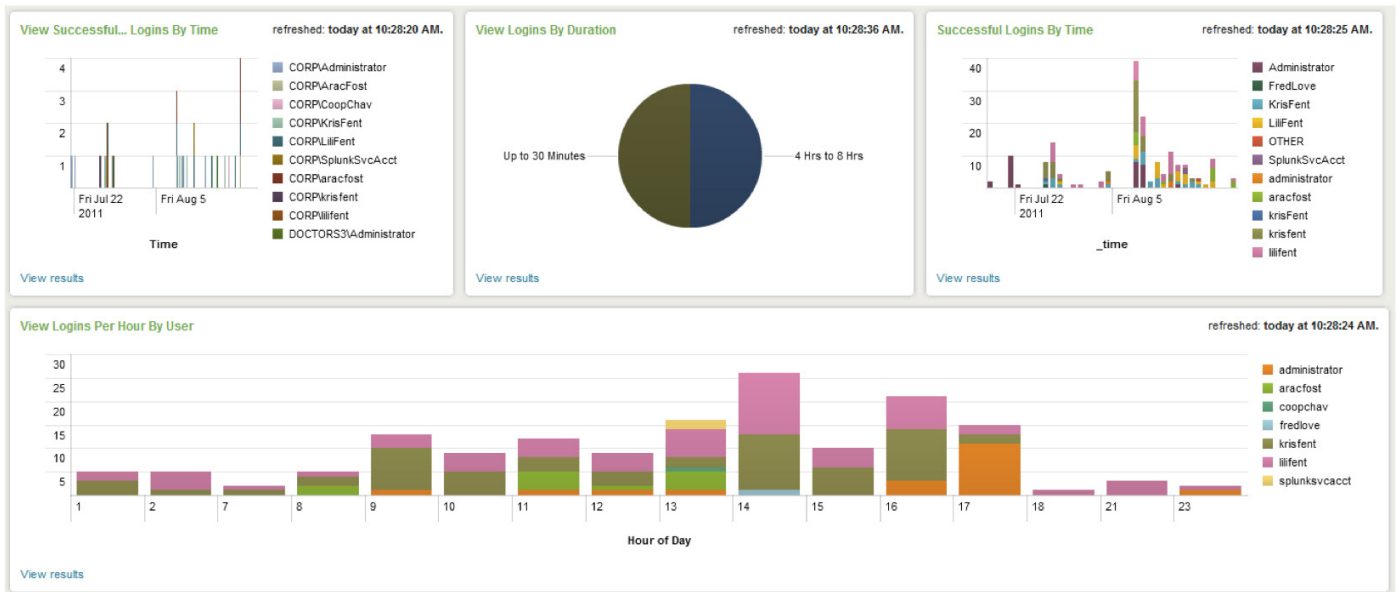 View Successful... Logins By Time
refreshed: today at 10:28:20 AM.
4
3
2
1
Fri Jul 22
2011
Fri Aug 5
Time
CORP\Administrator
CORP\AracFost
CORP\CoopChav
CORP\KrisFent
CORP\LiliFent
CORP\SplunkSvcAcct
CORP\aracfost
CORP\krisfent
CORP\lilifent
DOCTORS3\Administrator
View results
View Logins By Duration
refreshed: today at 10:28:36 AM.
Up to 30 Minutes
4 Hrs to 8 Hrs
View results
Successful Logins By Time
refreshed: today at 10:28:25 AM.
40
30
20
10
Fri Jul 22
2011
Fri Aug 5
_time
Administrator
FredLove
KrisFent
LiliFent
OTHER
SplunkSvcAcct
administrator
aracfost
krisFent
krisfent
lilifent
View results
View Logins Per Hour By User
refreshed: today at 10:28:24 AM.
30
25
20
15
10
5
1 2 7 8 9 10 11 12 13 14 15 16 17 18 21 23
Hour of Day
administrator
aracfost
coopchav
fredlove
krisfent
lilifent
splunksvcacct
View results